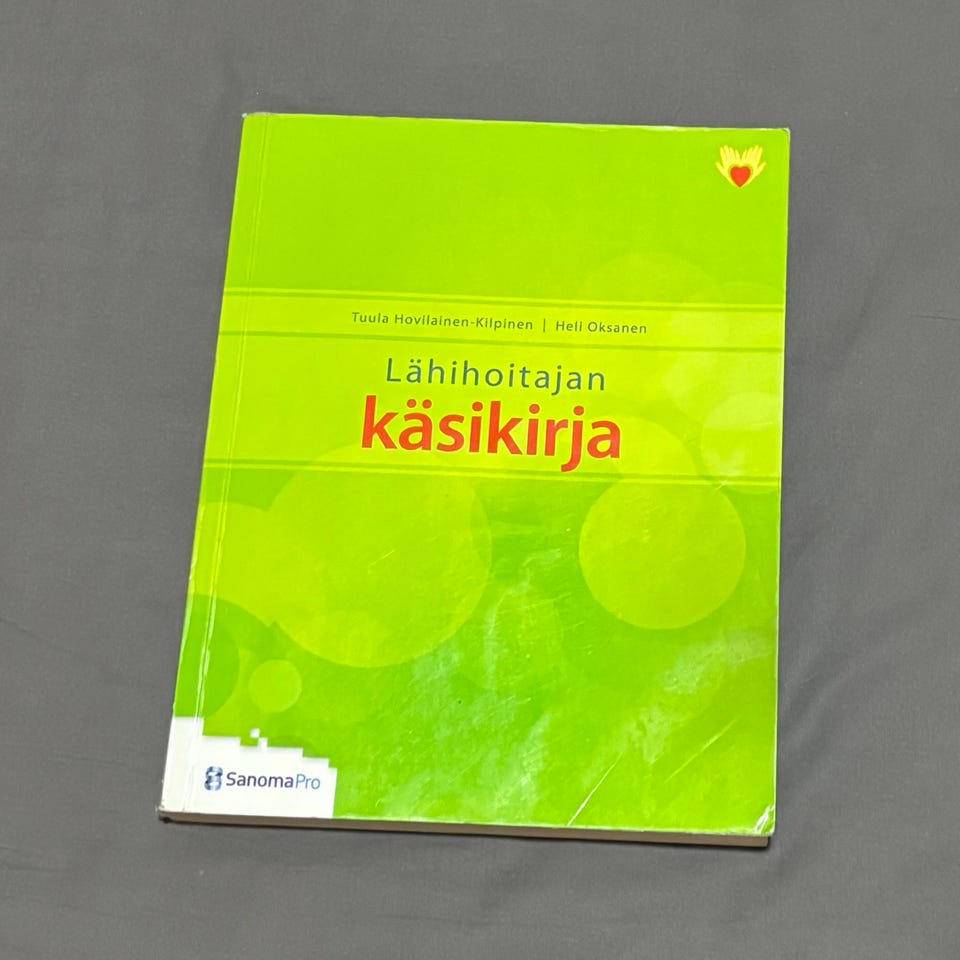 Tuula Hovilainen-Kilpinen | Heli Oksanen
Lähihoitajan
käsikirja
SanomaPro